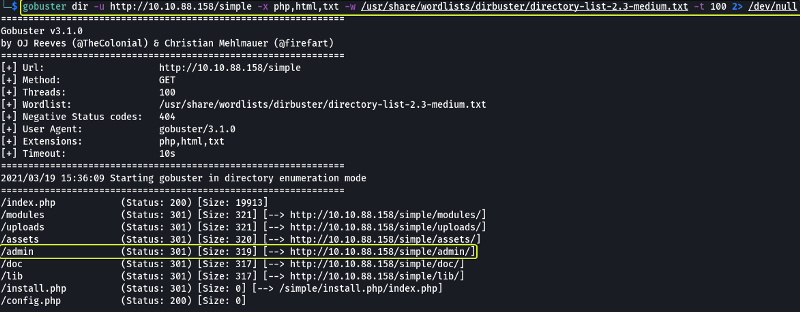 $ gobuster dir -u http://10.10.88.158/simple -x php,html,txt -w /usr/share/wordlists/dirbuster/directory-list-2.3-medium.txt -t 100 2> /dev/null
===============================================================
Gobuster v3.1.0
by OJ Reeves (@TheColonial) & Christian Mehlmauer (@firefart)
===============================================================
[+] Url: http://10.10.88.158/simple
[+] Method: GET
[+] Threads: 100
[+] Wordlist: /usr/share/wordlists/dirbuster/directory-list-2.3-medium.txt
[+] Negative Status codes: 404
[+] User Agent: gobuster/3.1.0
[+] Extensions: php,html,txt
[+] Timeout: 10s
===============================================================
2021/03/19 15:36:09 Starting gobuster in directory enumeration mode
===============================================================
/index.php (Status: 200) [Size: 19913]
/modules (Status: 301) [Size: 321] [--> http://10.10.88.158/simple/modules/]
/uploads (Status: 301) [Size: 321] [--> http://10.10.88.158/simple/uploads/]
/assets (Status: 301) [Size: 320] [--> http://10.10.88.158/simple/assets/]
/admin (Status: 301) [Size: 319] [--> http://10.10.88.158/simple/admin/]
/doc (Status: 301) [Size: 317] [--> http://10.10.88.158/simple/doc/]
/lib (Status: 301) [Size: 317] [--> http://10.10.88.158/simple/lib/]
/install.php (Status: 301) [Size: 0] [--> /simple/install.php/index.php]
/config.php (Status: 200) [Size: 0]